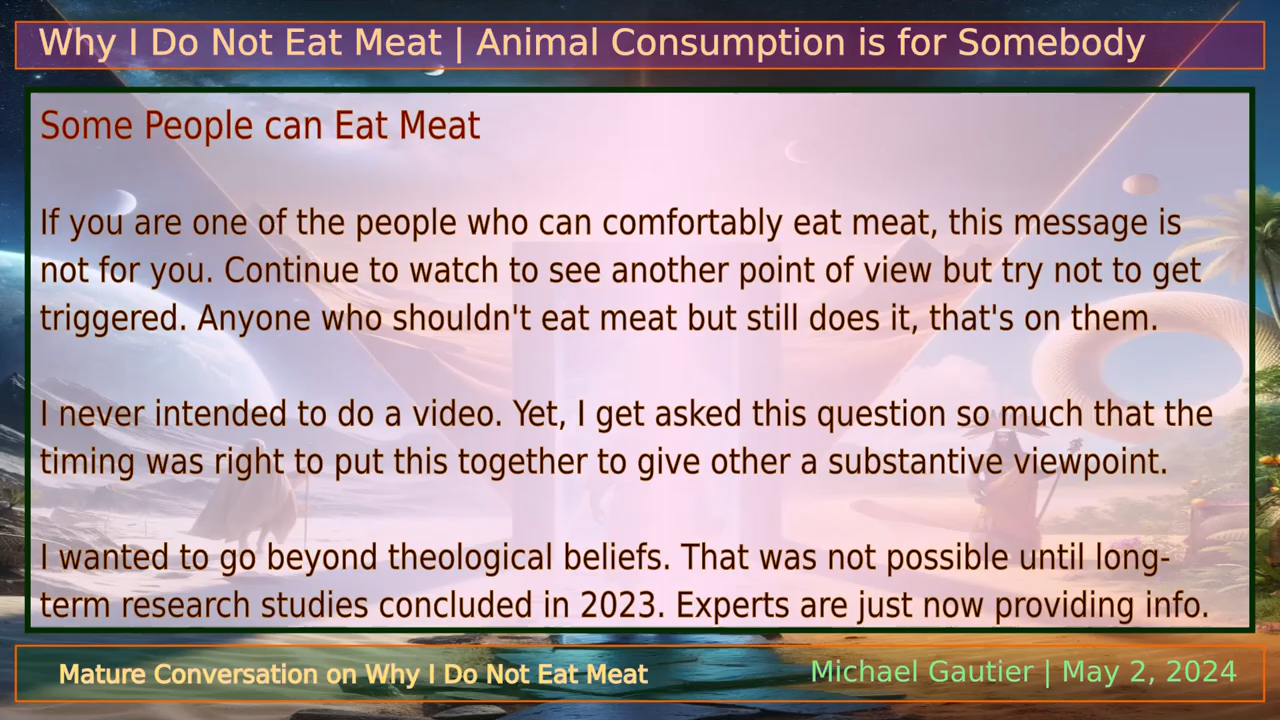 Why I Do Not Eat Meat | Animal Consumption is for Somebody
Some People can Eat Meat
If you are one of the people who can comfortably eat meat, this message is
not for you. Continue to watch to see another point of view but try not to get
triggered. Anyone who shouldn't eat meat but still does it, that's on them.
I never intended to do a video. Yet, I get asked this question so much that the
timing was right to put this together to give other a substantive viewpoint.
I wanted to go beyond theological beliefs. That was not possible until long-
term research studies concluded in 2023. Experts are just now providing info.
Mature Conversation on Why I Do Not Eat Meat
Michael Gautier | May 2, 2024